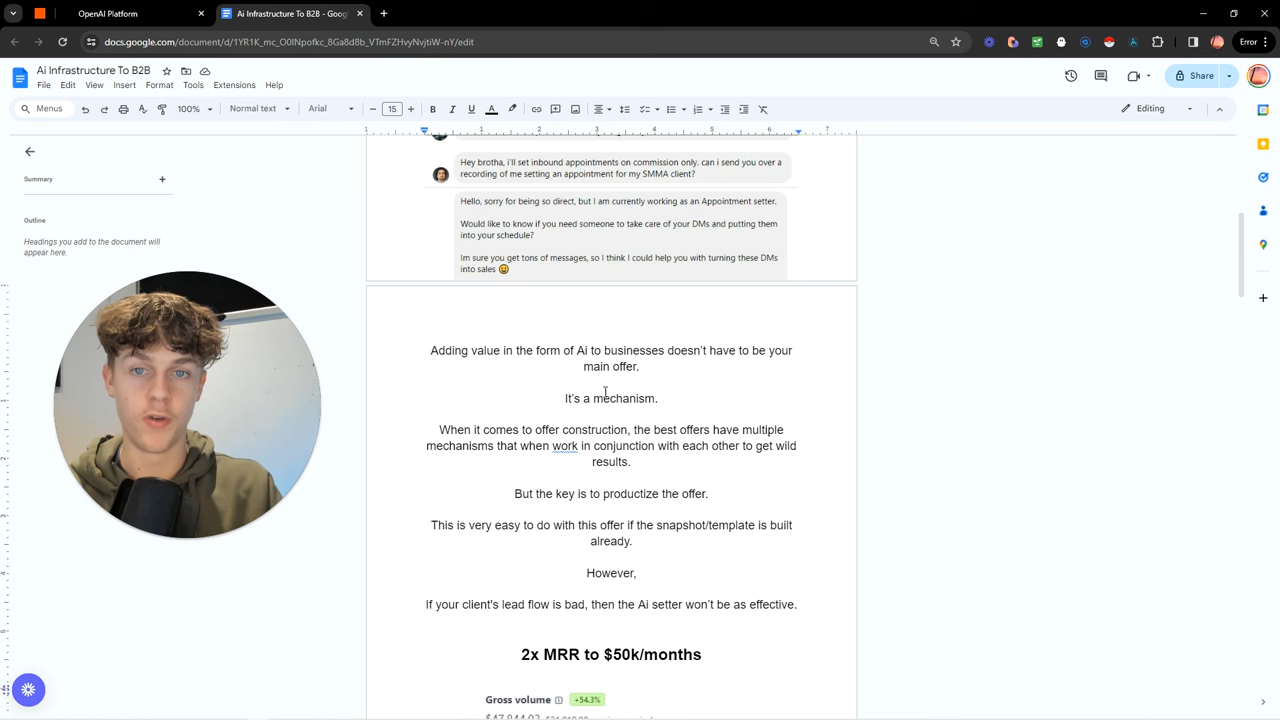 OpenAI Platform
Ai Infrastructure To B2B - Goog
docs.google.com/document/d/1YR1K_mc_O0INpofkc_8Ga8d8b_VTmFZHvyNvjtiW-nY/edit
Error
Ai Infrastructure To B2B
File Edit View Insert Format Tools Extensions Help
Share
Menus
100%
Normal text
Arial
15
Editing
1 1 2 3 4 5 6 7
Summary
Outline
Headings you add to the document will
appear here.
Hey brotha, i'll set inbound appointments on commission only. can i send you over a
recording of me setting an appointment for my SMMA client?
Hello, sorry for being so direct, but I am currently working as an Appointment setter.
Would like to know if you need someone to take care of your DMs and putting them
into your schedule?
Im sure you get tons of messages, so I think I could help you with turning these DMs
into sales 😀
Adding value in the form of Ai to businesses doesn't have to be your
main offer.
It's a mechanism.
When it comes to offer construction, the best offers have multiple
mechanisms that when work in conjunction with each other to get wild
results.
But the key is to productize the offer.
This is very easy to do with this offer if the snapshot/template is built
already.
However,
If your client's lead flow is bad, then the Ai setter won't be as effective.
2x MRR to $50k/months
Gross volume +54.3%